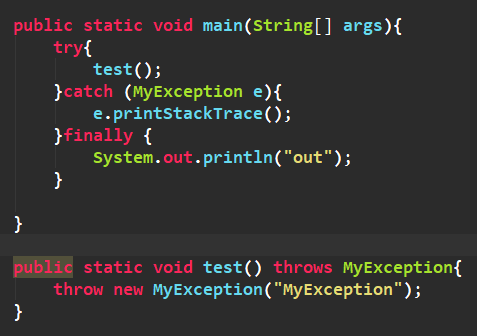 public static void main(String[] args){
try{
test();
}catch (MyException e){
e.printStackTrace();
}finally {
System.out.println("out");
}
}
public static void test() throws MyException{
throw new MyException("MyException");
}